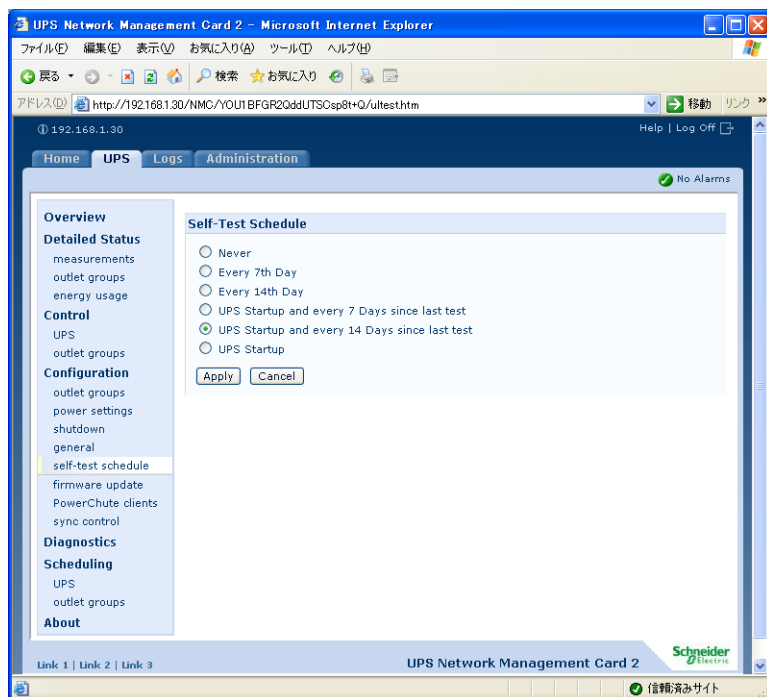 UPS Network Management Card 2 - Microsoft Internet Explorer
ファイル(F) 編集(E) 表示(V) お気に入り(A) ツール(T) ヘルプ(H)
戻る 検索 お気に入り
アドレス(D) http://192.168.1.30/NMC/YOU1BFGR2QddUTSCsp8t+Q/ultest.htm 移動 リンク »
192.168.1.30 Help | Log Off
Home UPS Logs Administration
No Alarms
Overview
Detailed Status
measurements
outlet groups
energy usage
Control
UPS
outlet groups
Configuration
outlet groups
power settings
shutdown
general
self-test schedule
firmware update
PowerChute clients
sync control
Diagnostics
Scheduling
UPS
outlet groups
About
Self-Test Schedule
Never
Every 7th Day
Every 14th Day
UPS Startup and every 7 Days since last test
UPS Startup and every 14 Days since last test
UPS Startup
Apply Cancel
Link 1 | Link 2 | Link 3
UPS Network Management Card 2
Schneider
Electric
信頼済みサイト